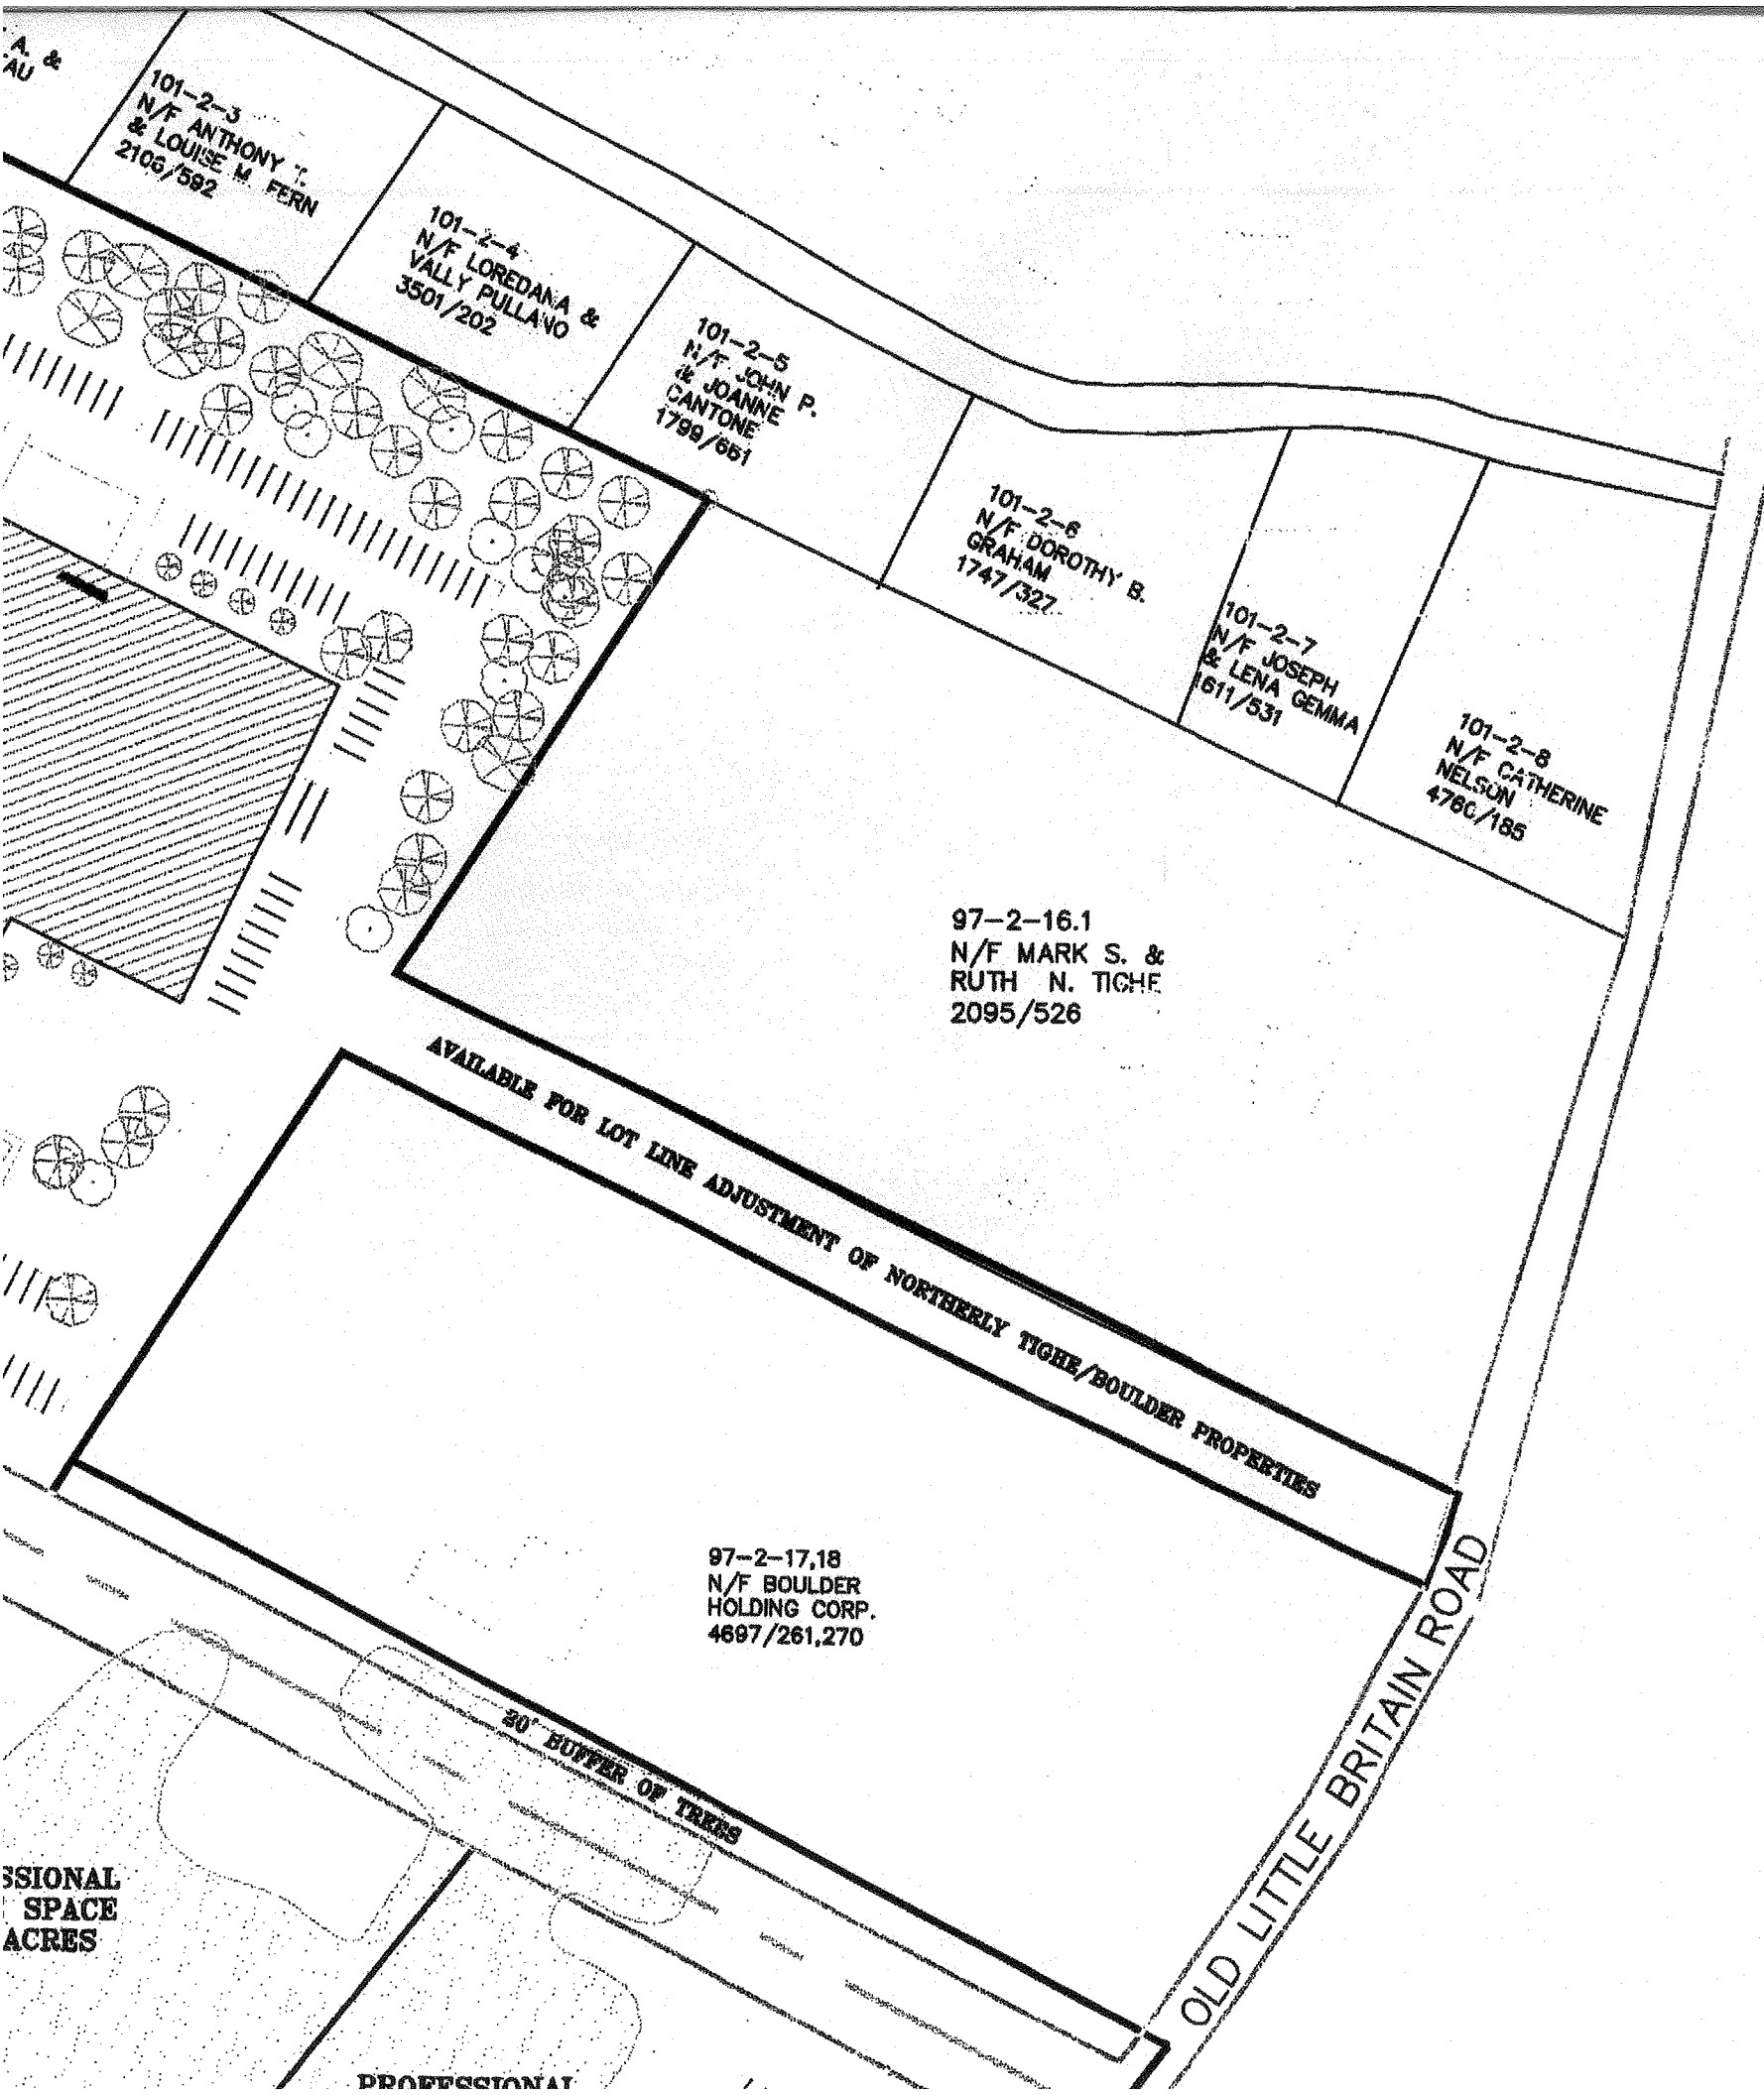 A. &
AU
101-2-3
N/F ANTHONY T.
& LOUISE M. FERN
2106/592
101-2-4
N/F LOREDANA &
VALLY PULLANO
3501/202
101-2-5
N/F JOHN P.
& JOANNE
CANTONE
1799/661
101-2-6
N/F DOROTHY B.
GRAHAM
1747/327
101-2-7
N/F JOSEPH
& LENA GEMMA
1611/531
101-2-8
N/F CATHERINE
NELSON
4760/185
97-2-16.1
N/F MARK S. &
RUTH N. TIGHE
2095/526
AVAILABLE FOR LOT LINE ADJUSTMENT OF NORTHERLY TIGHE/BOULDER PROPERTIES
97-2-17,18
N/F BOULDER
HOLDING CORP.
4697/261,270
20' BUFFER OF TREES
OLD LITTLE BRITAIN ROAD
SSIONAL
SPACE
ACRES
PROFESSIONAL